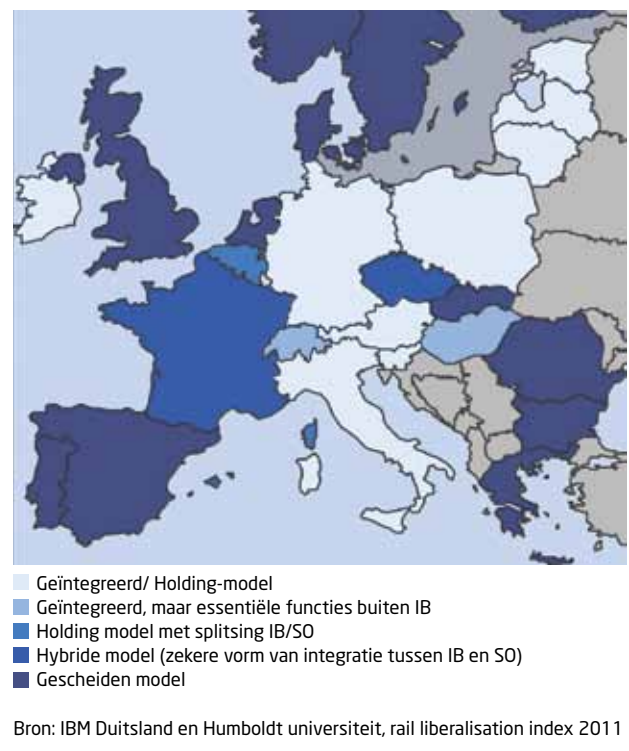 Geïntegreerd/ Holding-model
Geïntegreerd, maar essentiële functies buiten IB
Holding model met splitsing IB/SO
Hybride model (zekere vorm van integratie tussen IB en SO)
Gescheiden model
Bron: IBM Duitsland en Humboldt universiteit, rail liberalisation index 2011